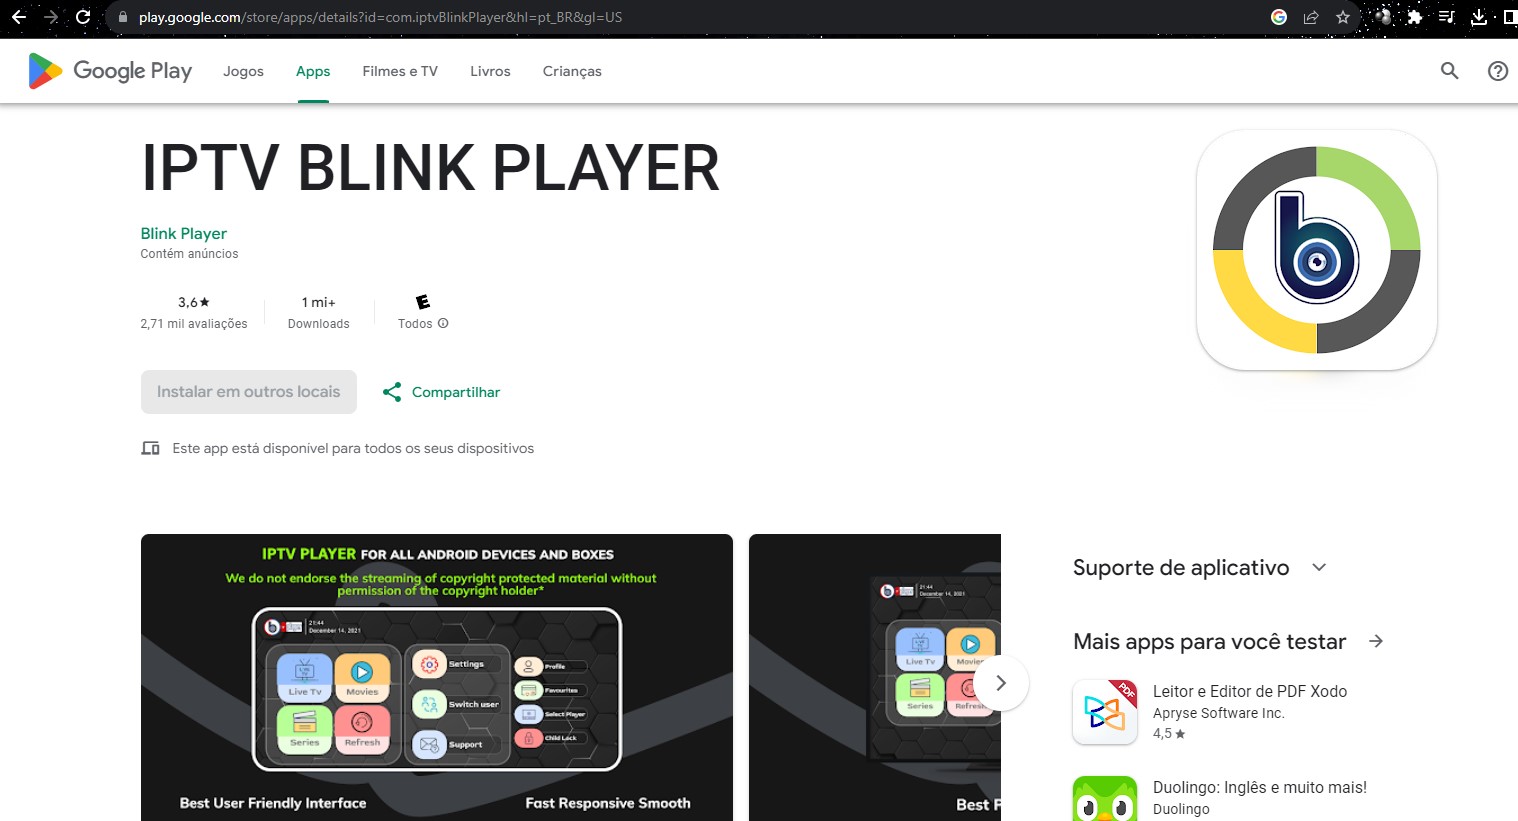 play.google.com/store/apps/details?id=com.iptvBlinkPlayer&hl=pt_BR&gl=US
Google Play
Jogos
Apps
Filmes e TV
Livros
Crianças
IPTV BLINK PLAYER
Blink Player
Contém anúncios
3,6★
2,71 mil avaliações
1 mi+
Downloads
E
Todos
Instalar em outros locais
Compartilhar
Este app está disponível para todos os seus dispositivos
IPTV PLAYER FOR ALL ANDROID DEVICES AND BOXES
We do not endorse the streaming of copyright protected material without
permission of the copyright holder*
21:44
December 14, 2021
Live Tv
Movies
Series
Refresh
Settings
Switch user
Support
Profile
Favourites
Select Player
Child Lock
Best User Friendly Interface
Fast Responsive Smooth
21:44
December 14, 2021
Live Tv
Movie
Series
Refres
Best P
Suporte de aplicativo
Mais apps para você testar
PDF
Leitor e Editor de PDF Xodo
Apryse Software Inc.
4,5 ★
Duolingo: Inglês e muito mais!
Duolingo